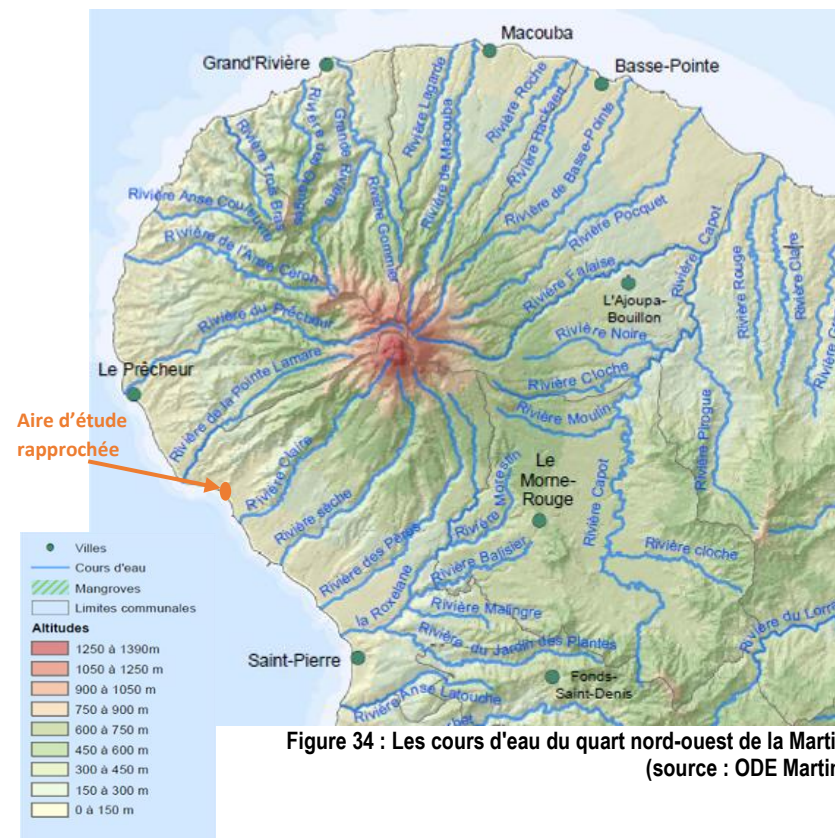 Macouba
Grand'Rivière
Basse-Pointe
Rivière Lagarde
Rivière de Macouba
Rivière Roche
Rivière Hackaert
Rivière de Basse-Pointe
Rivière Trois Bras
Grande Rivière
Rivière Gommier
Rivière Anse Couleuvre
Rivière de l'Anse Céron
Rivière Pocquet
Rivière Falaise
Rivière Capot
Rivière Rouge
Rivière Claire
L'Ajoupa-
Bouillon
Rivière du Prêcheur
Rivière Noire
Le Prêcheur
Rivière de la Pointe Lamare
Rivière Cloche
Rivière Moulin
Rivière Pirogue
Aire d'étude
rapprochée
Rivière Claire
Rivière sèche
Le
Morne-
Rouge
Rivière Morestin
Rivière Capot
Rivière des Pères
Rivière Balisier
Rivière cloche
la Roxelane
Rivière Malingre
Rivière du Lorr
Rivière du Jardin des Plantes
Saint-Pierre
Fonds-
Saint-Denis
Rivière Anse Latouche
Villes
Cours d'eau
Mangroves
Limites communales
Altitudes
1250 à 1390m
1050 à 1250 m
900 à 1050 m
750 à 900 m
600 à 750 m
450 à 600 m
300 à 450 m
150 à 300 m
0 à 150 m
Figure 34 : Les cours d'eau du quart nord-ouest de la Marti
(source : ODE Martin